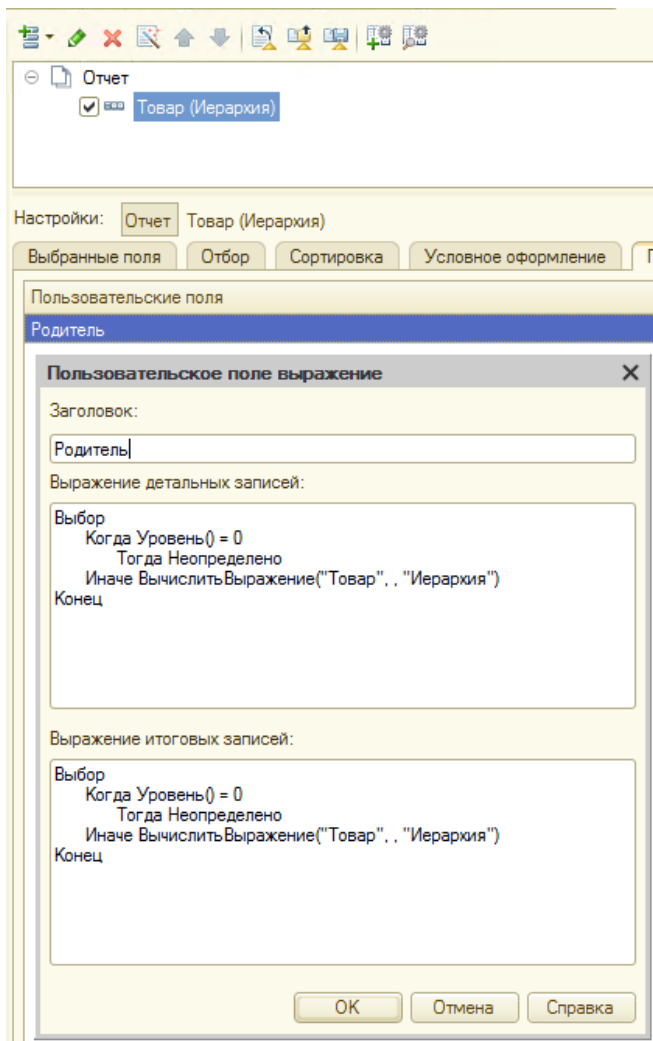 Отчет
Товар (Иерархия)
Настройки: Отчет Товар (Иерархия)
Выбранные поля Отбор Сортировка Условное оформление
Пользовательские поля
Родитель
Пользовательское поле выражение
Заголовок:
Родитель
Выражение детальных записей:
Выбор
Когда Уровень() = 0
Тогда Неопределено
Иначе ВычислитьВыражение("Товар", , "Иерархия")
Конец
Выражение итоговых записей:
Выбор
Когда Уровень() = 0
Тогда Неопределено
Иначе ВычислитьВыражение("Товар", , "Иерархия")
Конец
ОК Отмена Справка